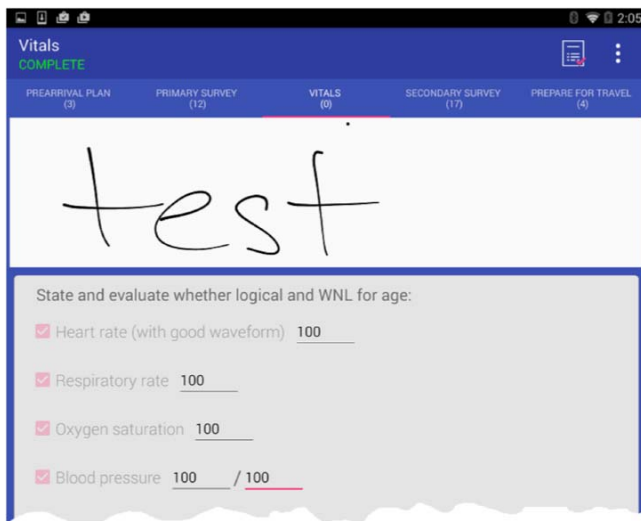 2:05
Vitals
COMPLETE
PREARRIVAL PLAN PRIMARY SURVEY VITALS SECONDARY SURVEY PREPARE FOR TRAVEL
(3) (12) (0) (17) (4)
test
State and evaluate whether logical and WNL for age:
Heart rate (with good waveform) 100
Respiratory rate 100
Oxygen saturation 100
Blood pressure 100 / 100